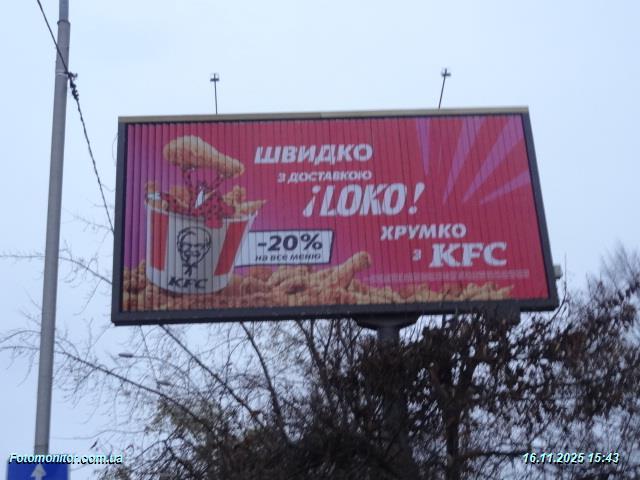 ШВИДКО
З ДОСТАВКОЮ
¡LOKO!
ХРУМКО
З KFC
-20%
на все меню
KFC
Fotomonitor.com.ua
16.11.2025 15:43